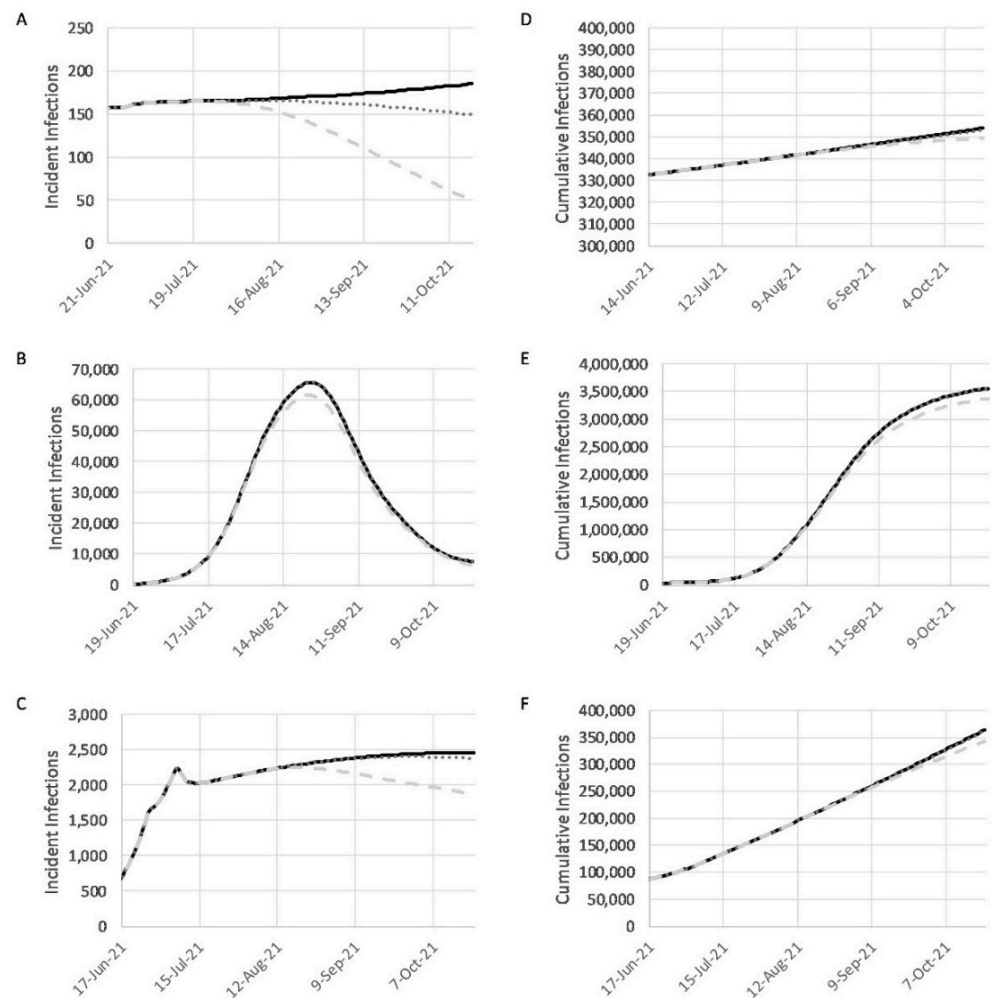 A
Incident Infections
250
200
150
100
50
0
21-Jun-21
19-Jul-21
16-Aug-21
13-Sep-21
11-Oct-21
D
Cumulative Infections
400,000
390,000
380,000
370,000
360,000
350,000
340,000
330,000
320,000
310,000
300,000
14-Jun-21
12-Jul-21
9-Aug-21
6-Sep-21
4-Oct-21
B
Incident Infections
70,000
60,000
50,000
40,000
30,000
20,000
10,000
0
19-Jun-21
17-Jul-21
14-Aug-21
11-Sep-21
9-Oct-21
E
Cumulative Infections
4,000,000
3,500,000
3,000,000
2,500,000
2,000,000
1,500,000
1,000,000
500,000
0
19-Jun-21
17-Jul-21
14-Aug-21
11-Sep-21
9-Oct-21
C
Incident Infections
3,000
2,500
2,000
1,500
1,000
500
0
17-Jun-21
15-Jul-21
12-Aug-21
9-Sep-21
7-Oct-21
F
Cumulative Infections
400,000
350,000
300,000
250,000
200,000
150,000
100,000
50,000
0
17-Jun-21
15-Jul-21
12-Aug-21
9-Sep-21
7-Oct-21